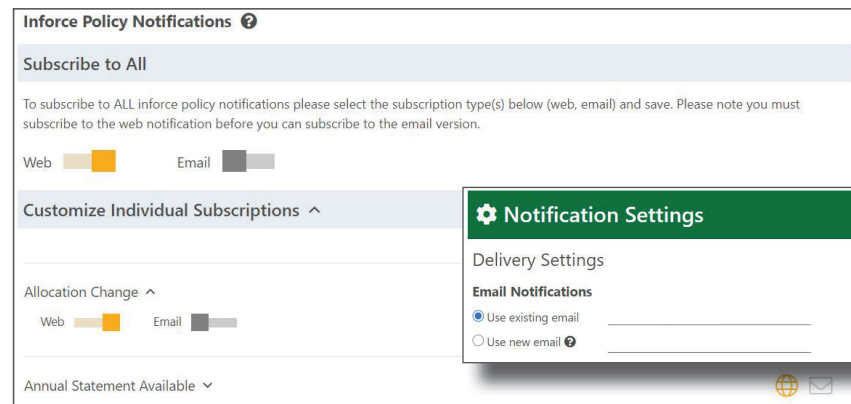 Inforce Policy Notifications
Subscribe to All
To subscribe to ALL inforce policy notifications please select the subscription type(s) below (web, email) and save. Please note you must
subscribe to the web notification before you can subscribe to the email version.
Web Email
Customize Individual Subscriptions
Allocation Change
Web Email
Annual Statement Available
Notification Settings
Delivery Settings
Email Notifications
Use existing email
Use new email